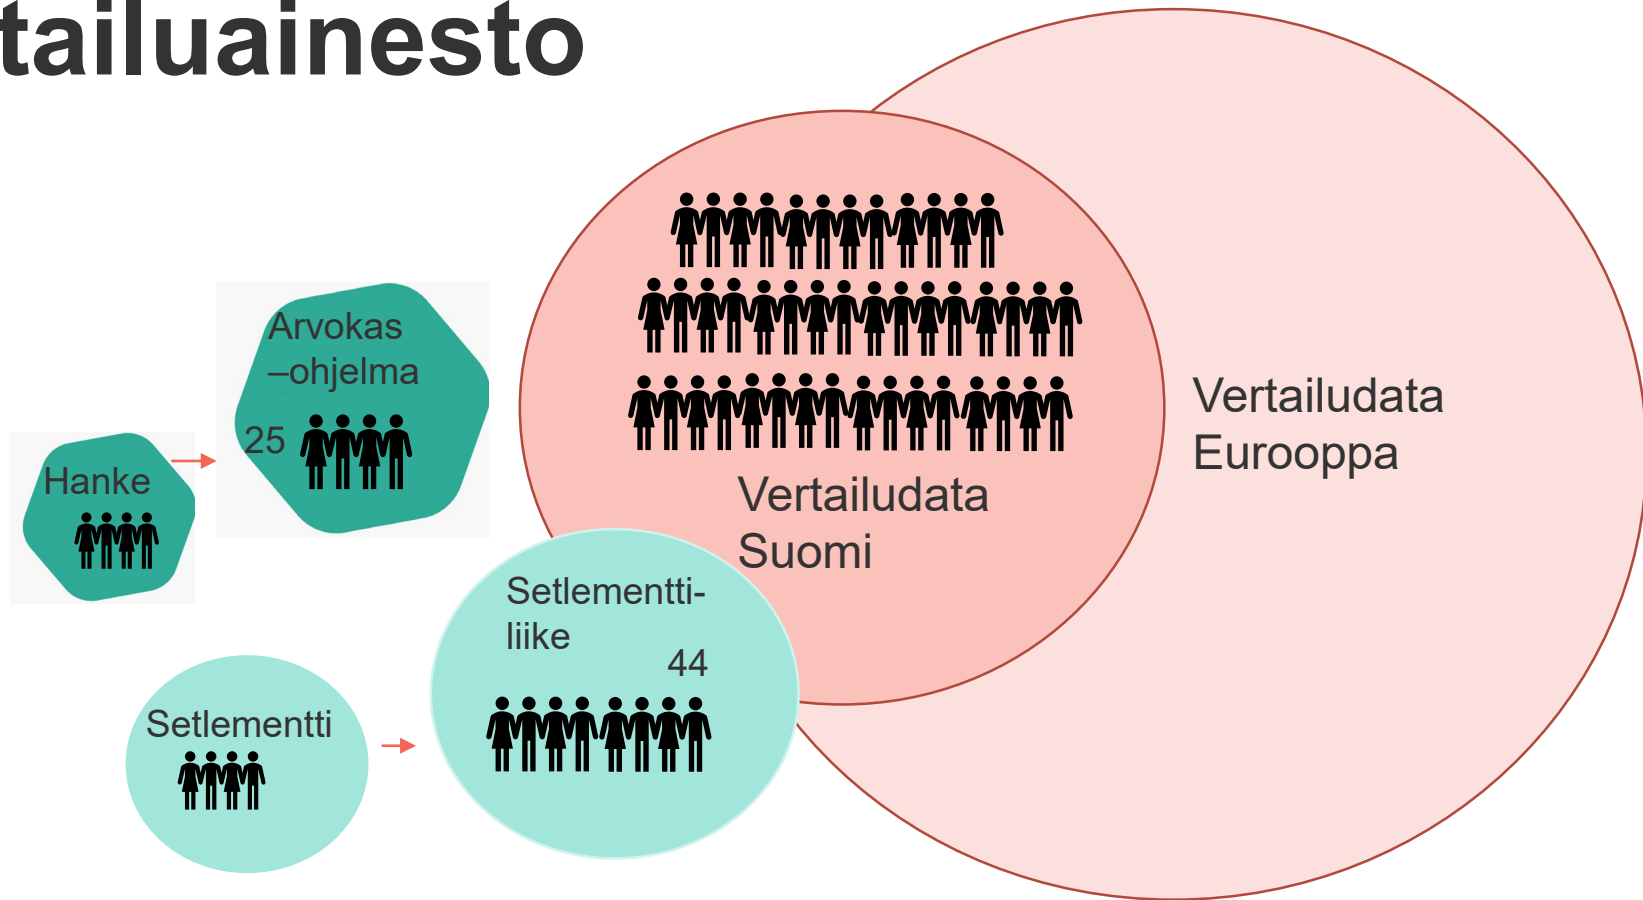 tailuainesto
Arvokas
–ohjelma
25
Hanke
Vertailudata
Suomi
Vertailudata
Eurooppa
Setlementti-
liike
44
Setlementti